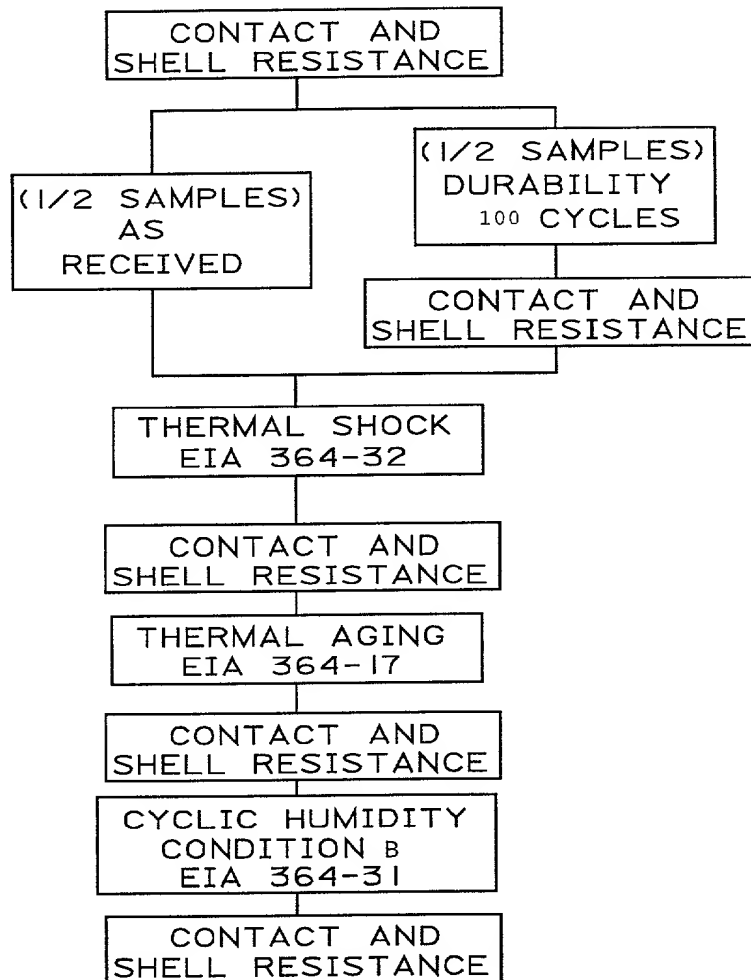 CONTACT AND
SHELL RESISTANCE
(1/2 SAMPLES)
AS
RECEIVED
(1/2 SAMPLES)
DURABILITY
100 CYCLES
CONTACT AND
SHELL RESISTANCE
THERMAL SHOCK
EIA 364-32
CONTACT AND
SHELL RESISTANCE
THERMAL AGING
EIA 364-17
CONTACT AND
SHELL RESISTANCE
CYCLIC HUMIDITY
CONDITION B
EIA 364-31
CONTACT AND
SHELL RESISTANCE